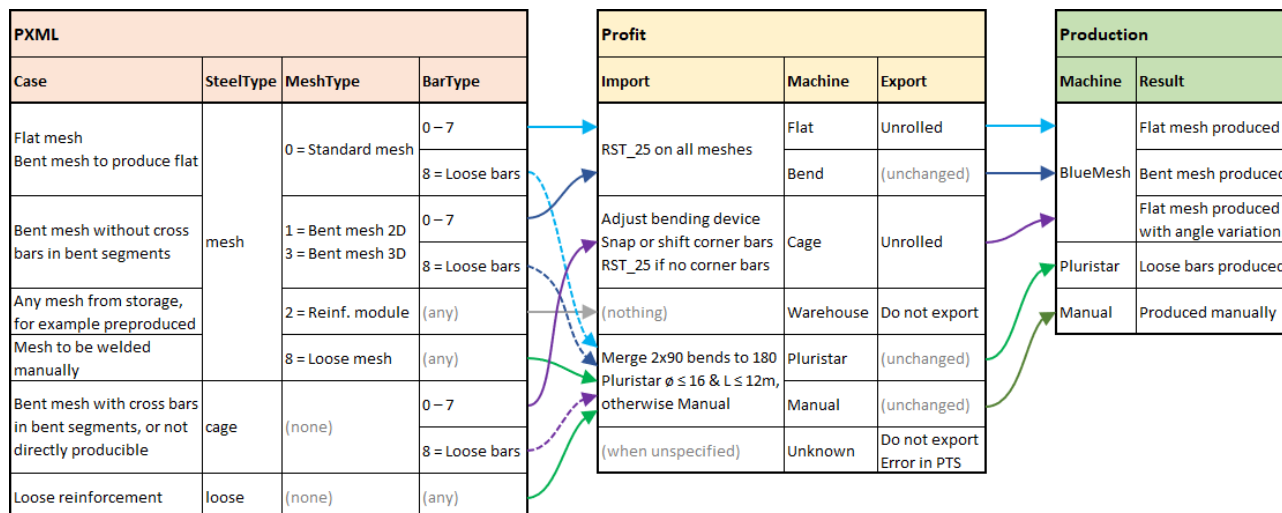 PXML
Case SteelType MeshType BarType
Flat mesh
Bent mesh to produce flat
mesh
0 = Standard mesh
0 – 7
8 = Loose bars
Bent mesh without cross
bars in bent segments
1 = Bent mesh 2D
3 = Bent mesh 3D
0 – 7
8 = Loose bars
Any mesh from storage,
for example preproduced
2 = Reinf. module
(any)
Mesh to be welded
manually
8 = Loose mesh
(any)
Bent mesh with cross bars
in bent segments, or not
directly producible
cage
(none)
0 – 7
8 = Loose bars
Loose reinforcement
loose
(none)
(any)
Profit
Import Machine Export
RST_25 on all meshes
Flat
Unrolled
Bend
(unchanged)
Adjust bending device
Snap or shift corner bars
RST_25 if no corner bars
Cage
Unrolled
(nothing)
Warehouse
Do not export
Merge 2x90 bends to 180
Pluristar ø ≤ 16 & L ≤ 12m,
otherwise Manual
Pluristar
(unchanged)
Manual
(unchanged)
(when unspecified)
Unknown
Do not export
Error in PTS
Production
Machine Result
BlueMesh
Flat mesh produced
Bent mesh produced
Flat mesh produced
with angle variation
Pluristar
Loose bars produced
Manual
Produced manually